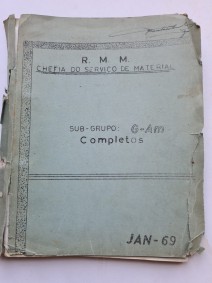 R. M. M.
CHEFIA DO SERVIÇO DE MATERIAL
SUB-GRUPO: G-Am
Completos
JAN-69